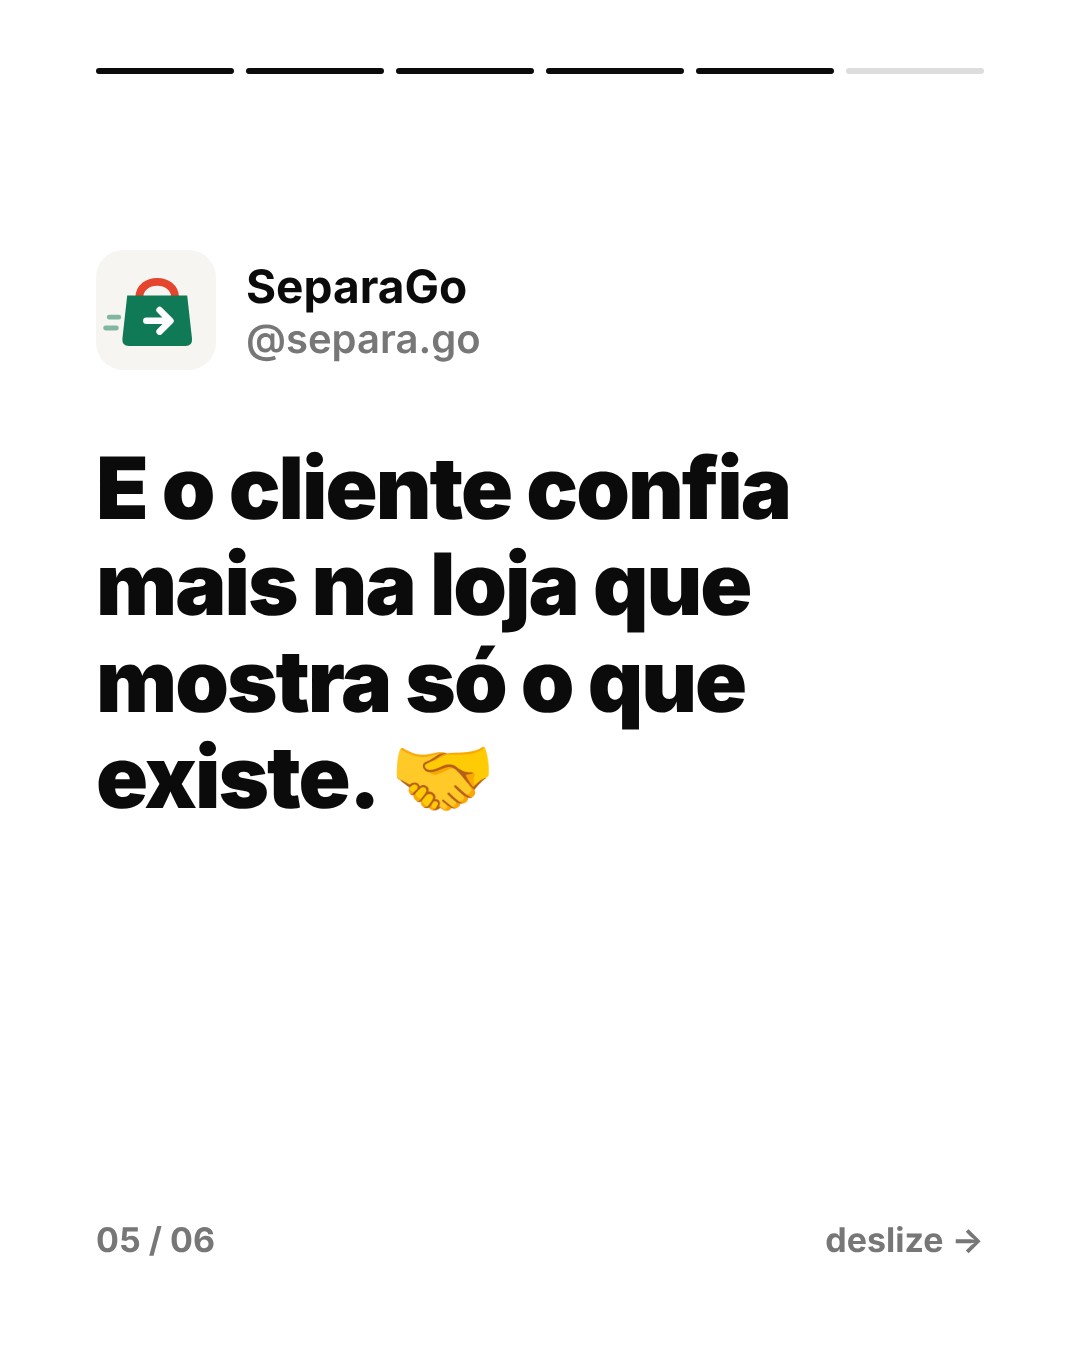 SeparaGo
@separa.go
E o cliente confia
mais na loja que
mostra só o que
existe. 🤝
05 / 06
deslize →